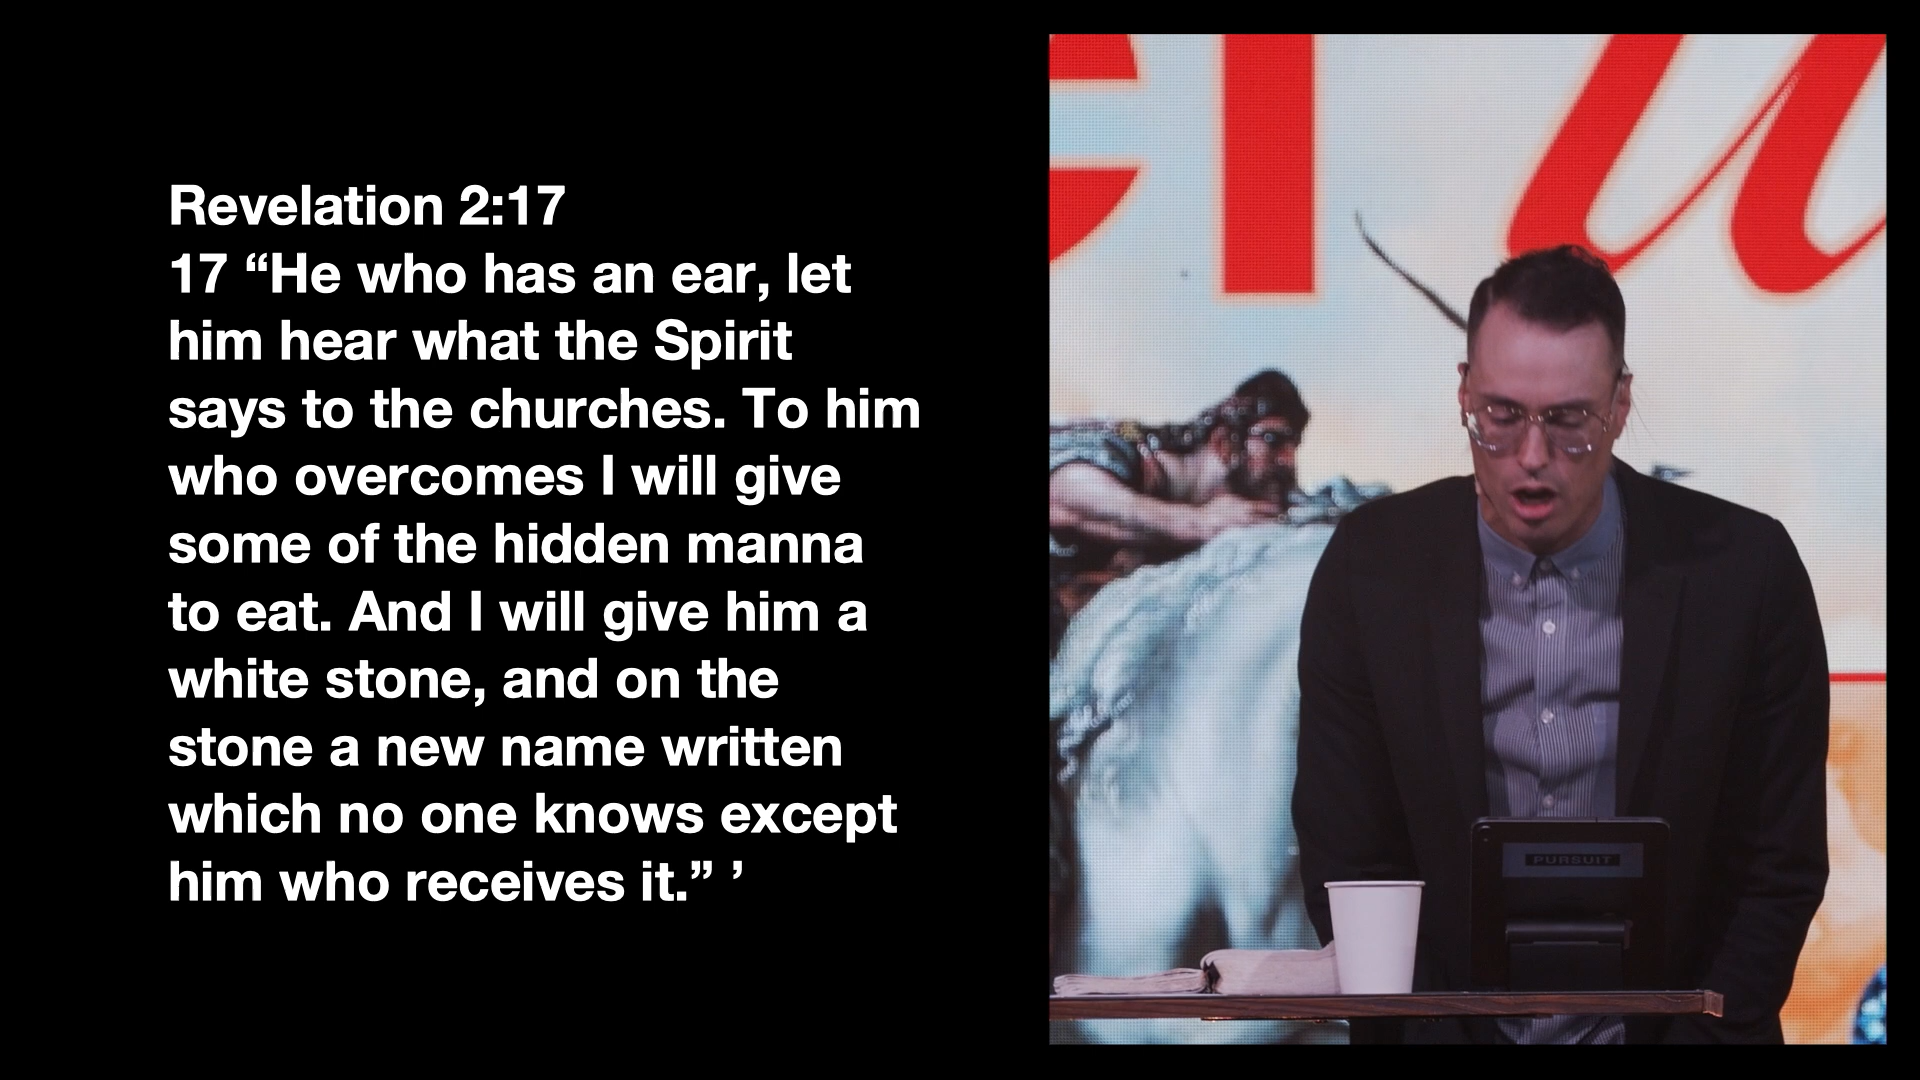 Revelation 2:17
17 “He who has an ear, let
him hear what the Spirit
says to the churches. To him
who overcomes I will give
some of the hidden manna
to eat. And I will give him a
white stone, and on the
stone a new name written
which no one knows except
him who receives it.” ’
PURSUIT